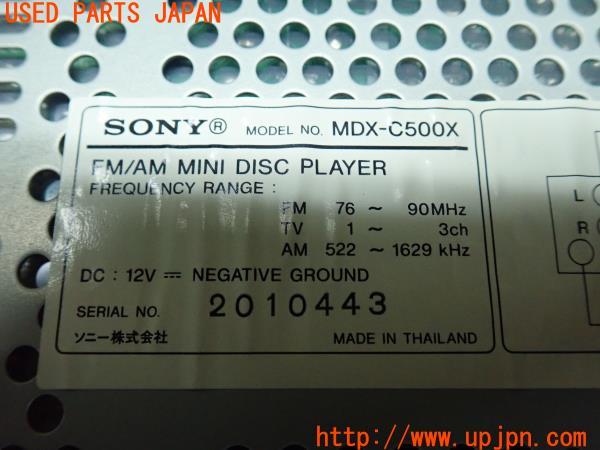 USED PARTS JAPAN
SONY® MODEL NO. MDX-C500X
FM/AM MINI DISC PLAYER
FREQUENCY RANGE :
FM 76 ~ 90MHz
TV 1 ~ 3ch
AM 522 ~ 1629 kHz
DC : 12V ⎓ NEGATIVE GROUND
SERIAL NO. 2010443
ソニー株式会社 MADE IN THAILAND
L
R
http://www.upjpn.com/